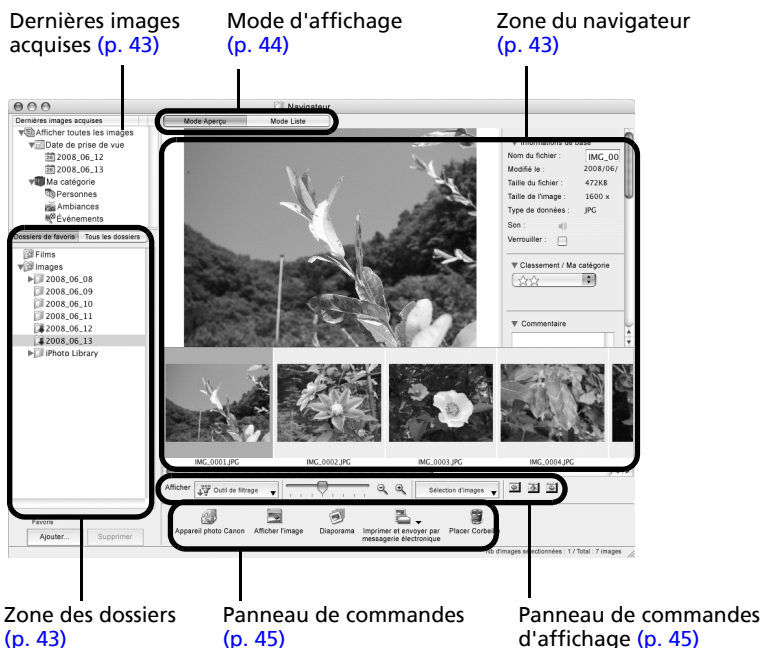 Dernières images
acquises (p. 43)
Mode d'affichage
(p. 44)
Zone du navigateur
(p. 43)
Navigateur
Dernières images acquises
Mode Aperçu
Mode Liste
Afficher toutes les images
Date de prise de vue
2008_06_12
2008_06_13
Ma catégorie
Personnes
Ambiances
Événements
Dossiers de favoris
Tous les dossiers
Films
Images
2008_06_08
2008_06_09
2008_06_10
2008_06_11
2008_06_12
2008_06_13
iPhoto Library
Favoris
Ajouter...
Supprimer
Informations de base
Nom du fichier : IMG_00
Modifié le : 2008/06/
Taille du fichier : 472KB
Taille de l'image : 1600 x
Type de données : JPG
Son :
Verrouiller :
Classement / Ma catégorie
Commentaire
IMG_0001.JPG
IMG_0002.JPG
IMG_0003.JPG
IMG_0004.JPG
Afficher
Outil de filtrage
Sélection d'images
Appareil photo Canon
Afficher l'image
Diaporama
Imprimer et envoyer par
messagerie électronique
Placer Corbeille
Nb d'images sélectionnées : 1 / Total : 7 images
Zone des dossiers
(p. 43)
Panneau de commandes
(p. 45)
Panneau de commandes
d'affichage (p. 45)